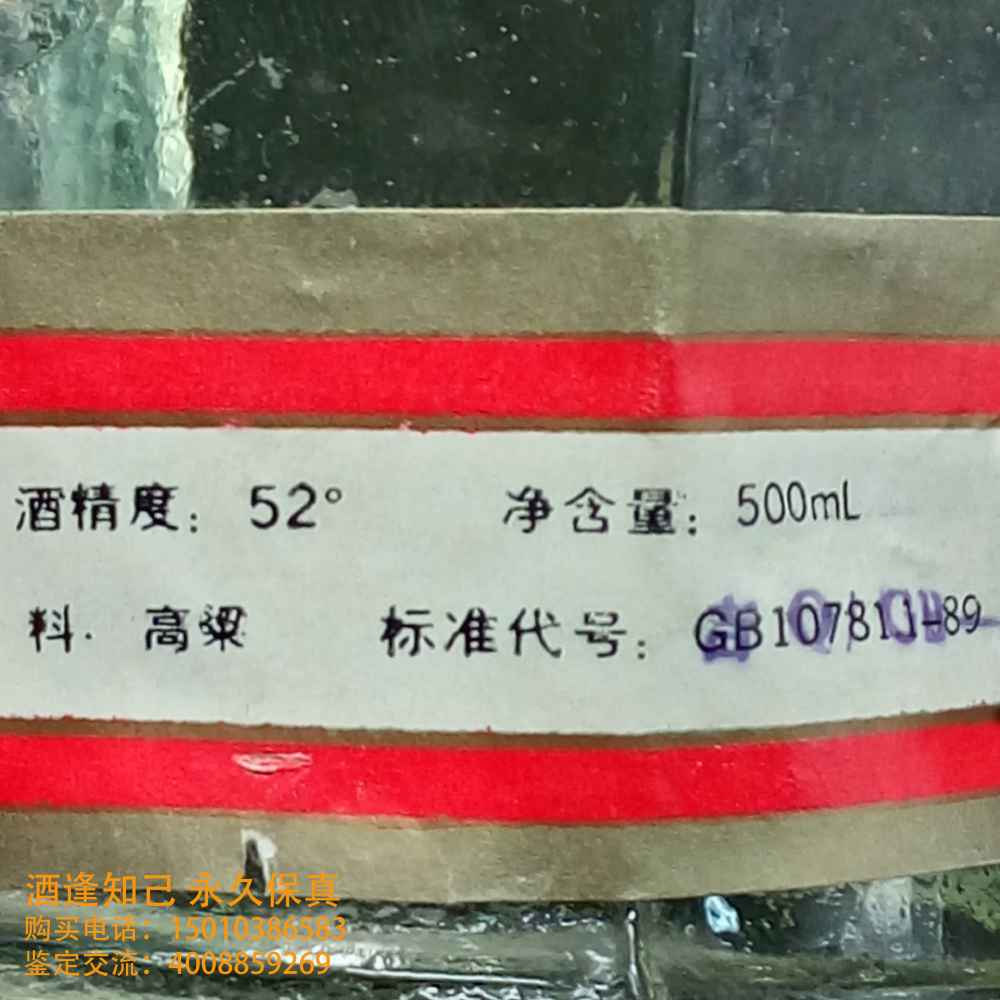 酒精度: 52° 净含量: 500mL
料. 高粱 标准代号: GB10781.1-89
酒逢知己 永久保真
购买电话: 15010386583
鉴定交流: 4008859269